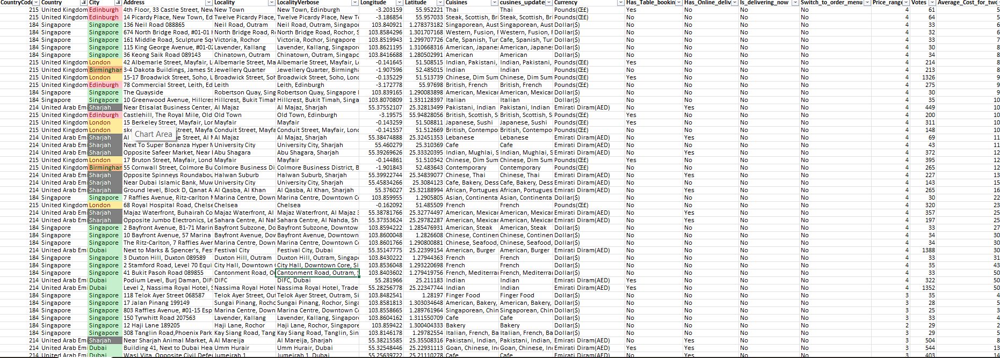 CountryCode Country City Address Locality LocalityVerbose Longitude Latitude Cuisines cusines_update Currency Has_Table_bookin Has_Online_deliv Is_delivering_now Switch_to_order_menu Price_range Votes Average_Cost_for_two
215 United Kingdom Edinburgh 4th Floor, 33 Castle Street, New New Town New Town, Edinburgh -3.203159 55.952221 Thai Thai Pounds(ŒE) Yes No No No 4 61 5
215 United Kingdom Edinburgh 14 Picardy Place, New Town, Ed Twelve Picardy Place, Twelve Picardy Place, New T -3.186854 55.957033 Steak, Scottish, Bri Steak, Scottish, Bri Pounds(Œ£) No No No No 4 64 5
184 Singapore Singapore 136 Neil Road 088865 Neil Road, Outram Neil Road, Outram, Singapo 103.840921 1.278373182 Singaporean, Aust Singaporean, Aust Dollar($) No No No No 4 33 6
184 Singapore Singapore 674 North Bridge Road, #01-01 North Bridge Road, R North Bridge Road, Rochor, S 103.8584296 1.301707168 Western, Fusion, F Western, Fusion, F Dollar($) No No No No 4 32 6
184 Singapore Singapore 161 Middle Road, Sculpture Sq Victoria, Rochor Victoria, Rochor, Singapore 103.8519943 1.299707726 Cafe, Spanish, Tur Cafe, Spanish, Tur Dollar($) No No No No 4 33 7
184 Singapore Singapore 115 King George Avenue, #01-02 Lavender, Kallang Lavender, Kallang, Singapor 103.8621195 1.310668316 American, Japanes American, Japanes Dollar($) No No No No 4 30 8
184 Singapore Singapore 36 Keong Saik Road 089143 Chinatown, Outram Chinatown, Outram, Singapo 103.8416688 1.280502991 American American Dollar($) No No No No 4 34 8
215 United Kingdom London 42 Albemarle Street, Mayfair, L Albemarle Street, Ma Albemarle Street, Mayfair, L -0.141645 51.508515 Indian, Pakistani, Indian, Pakistani, Pounds(Œ£) Yes No No No 4 214 8
215 United Kingdom Birmingham 3-4 Dakota Buildings, James St Jewellery Quarter Jewellery Quarter, Birmingha -1.907596 52.485015 Indian Indian Pounds(Œ£) No No No No 4 213 8
215 United Kingdom London 15-17 Broadwick Street, Soho, L Broadwick Street, Soh Broadwick Street, Soho, Lond -0.135229 51.513739 Chinese, Dim Sum Chinese, Dim Sum Pounds(Œ£) Yes No No No 4 1326 9
215 United Kingdom Edinburgh 78 Commercial Street, Leith, Ed Leith Leith, Edinburgh -3.172778 55.97698 British, French British, French Pounds(Œ£) No No No No 4 275 9
184 Singapore Singapore The Quayside Robertson Quay, Sing Robertson Quay, Singapore 103.839165 1.290083898 American, Mexican American, Mexican Dollar($) No No No No 4 30 9
184 Singapore Singapore 10 Greenwood Avenue, Hillcres Hillcrest, Bukit Timah Hillcrest, Bukit Timah, Singa 103.8070809 1.331128397 Italian Italian Dollar($) No No No No 4 35 10
214 United Arab Emi Sharjah Near Etisalat Business Center, Al Majaz Al Majaz, Sharjah 55.37552107 25.32813499 Pakistani, Indian Pakistani, Indian Emirati Diram(AED) No Yes No No 4 449 10
215 United Kingdom Edinburgh Castlehill, The Royal Mile, Old Old Town Old Town, Edinburgh -3.19575 55.94828056 British, Scottish, S British, Scottish, S Pounds(Œ£) Yes No No No 4 200 10
215 United Kingdom London 15 Berkeley Street, Mayfair, Lon Mayfair Mayfair -0.143259 51.508811 Japanese, Sushi Japanese, Sushi Pounds(Œ£) Yes No No No 4 311 10
215 United Kingdom London ske Street, Mayfa Conduit Street, Mayfa Conduit Street, Mayfair, Lond -0.141557 51.512669 British, Contempo British, Contempo Pounds(Œ£) No No No No 4 148 10
Chart Area
214 United Arab Emi Sharjah Al e Street, Al M Al Majaz Al Majaz, Sharjah 55.38474888 25.32451353 Lebanese Lebanese Emirati Diram(AED) No Yes No No 4 69 11
214 United Arab Emi Sharjah Next To Super Bonanza Hyper M University City University City, Sharjah 55.460279 25.310369 Cafe Cafe Emirati Diram(AED) No No No No 4 43 11
214 United Arab Emi Sharjah Opposite Safeer Market, Near Abu Shagara Abu Shagara, Sharjah 55.39269626 25.33320395 Indian, Mughlai, S Indian, Mughlai, S Emirati Diram(AED) No Yes No No 4 372 12
215 United Kingdom London 17 Bruton Street, Mayfair, Lond Mayfair Mayfair -0.144861 51.510342 Chinese, Dim Sum Chinese, Dim Sum Pounds(Œ£) Yes No No No 4 395 12
215 United Kingdom Birmingham 55 Cornwall Street, Colmore Bu Colmore Business Di Colmore Business District, B -1.901843 52.483643 Contemporary Contemporary Pounds(Œ£) No No No No 4 265 12
214 United Arab Emi Sharjah Opposite Spinneys Roundabou Halwan Suburb Halwan Suburb, Sharjah 55.39922744 25.34839077 Chinese, Thai Chinese, Thai Emirati Diram(AED) No Yes No No 4 227 13
214 United Arab Emi Sharjah Near Dubai Islamic Bank, Muw University City University City, Sharjah 55.45834266 25.3084123 Cafe, Bakery, Dess Cafe, Bakery, Dess Emirati Diram(AED) No No No No 4 143 15
214 United Arab Emi Sharjah Ground level, Block D, Qanat A Al Qasba, Al Khan Al Qasba, Al Khan, Sharjah 55.376027 25.32188994 African, Portugues African, Portugues Emirati Diram(AED) No Yes No No 4 265 16
184 Singapore Singapore 7 Raffles Avenue, Ritz-carlton Marina Centre, Down Marina Centre, Downtown C 103.859955 1.2905805 Asian, Continenta Asian, Continenta Dollar($) No No No No 4 30 22
215 United Kingdom London 68 Royal Hospital Road, Chelse Chelsea Chelsea -0.162092 51.485509 French French Pounds(Œ£) No No No No 4 320 23
214 United Arab Emi Sharjah Majaz Waterfront, Buhairah Co Majaz Waterfront, Al Majaz Waterfront, Al Majaz 3 55.38781766 25.32774497 American, Mexican American, Mexican Emirati Diram(AED) No Yes No No 4 357 25
214 United Arab Emi Sharjah Opposite Jumbo Electronics, Le Sahara Centre, Al Nah Sahara Centre, Al Nahda, Sh 55.37353624 25.29782287 American, Mexican American, Mexican Emirati Diram(AED) No Yes No No 4 197 25
184 Singapore Singapore 2 Bayfront Avenue, B1-71 Marin Bayfront Subzone, Do Bayfront Subzone, Downtown 103.8594222 1.285476931 American, Steak American, Steak Dollar($) No No No No 4 33 27
184 Singapore Singapore 10 Bayfront Avenue, 57 Marina Bayfront Avenue, Dov Bayfront Avenue, Downtown 103.8600048 1.2826608 Chinese, Continen Chinese, Continen Dollar($) No No No No 4 34 30
184 Singapore Singapore The Ritz-Carlton, 7 Raffles Aver Marina Centre, Down Marina Centre, Downtown C 103.8601766 1.290800881 Chinese, Seafood, Chinese, Seafood, Dollar($) No No No No 4 34 30
214 United Arab Emi Dubai Next to Marks & Spencer's, Fes Festival City Festival City, Dubai 55.35147775 25.22399154 American, Burger American, Burger Emirati Diram(AED) No No No No 4 1388 30
184 Singapore Singapore 3 Duxton Hill, Duxton 089589 Duxton Hill, Outram Duxton Hill, Outram, Singap 103.8430222 1.27944363 French French Dollar($) No No No No 4 33 31
184 Singapore Singapore 2 Stamford Road, Level 70 Equi City Hall, Downtown City Hall, Downtown Core, Si 103.8536048 1.293220698 French French Dollar($) No No No No 4 35 43
184 Singapore Singapore 41 Bukit Pasoh Road 089855 Cantonment Road, O Cantonment Road, Outram, 103.8403602 1.279419756 French, Mediterra French, Mediterra Dollar($) No No No No 4 33 50
214 United Arab Emi Dubai Podium Level, Burj Daman, DIF DIFC DIFC, Dubai 55.281966 25.211183 Indian Indian Emirati Diram(AED) Yes No No No 4 322 50
214 United Arab Emi Dubai Level 2, Nassima Royal Hotel, S Nassima Royal Hotel Nassima Royal Hotel, Trade 55.28256778 25.22347744 Indian Indian Emirati Diram(AED) Yes No No No 4 1352 50
184 Singapore Singapore 118 Telok Ayer Street 068587 Telok Ayer Street, Out Telok Ayer Street, Outram, Si 103.8482541 1.28197 Finger Food Finger Food Dollar($) No No No No 3 35 4
184 Singapore Singapore 17 Jalan Pinang 199149 Sungai Pinang, Rocho Sungai Pinang, Rochor, Singa 103.8581813 1.303034648 American, Bakery, American, Bakery, Dollar($) No No No No 3 28 5
184 Singapore Singapore 803 Raffles Avenue, #01-15 Esp Marina Centre, Down Marina Centre, Downtown C 103.8558665 1.289761964 Singaporean, Chin Singaporean, Chin Dollar($) No No No No 3 25 3
184 Singapore Singapore 150 Tyrwhitt Road 207563 Lavender, Kallang Lavender, Kallang, Singapore 103.8604162 1.311550709 Cafe Cafe Dollar($) No No No No 3 33 4
184 Singapore Singapore 12 Haji Lane 189205 Haji Lane, Rochor Haji Lane, Rochor, Singapore 103.859422 1.300404333 Bakery Bakery Dollar($) No No No No 2 29 2
184 Singapore Singapore 308 Tanglin Road,Phoenix Park Kay Siang Road, Tang Kay Siang Road, Tanglin, Sin 103.8146178 1.29782554 Italian, French, Ba Italian, French, Ba Dollar($) No No No No 3 29 5
214 United Arab Emi Sharjah Near Sharjah Animal Market, A Al Mareija Al Mareija, Sharjah 55.38215585 25.35508316 Pakistani, Indian, Pakistani, Indian, Emirati Diram(AED) No Yes No No 3 504 8
214 United Arab Emi Dubai Building 41, Next to Dubai Hea Umm Hurair Umm Hurair, Dubai 55.32548446 25.22931113 Goan, Chinese, In Goan, Chinese, In Emirati Diram(AED) Yes Yes No No 3 544 13
214 United Arab Emi Dubai Wasl Vita, Opposite Civil Defe Jumeirah 1 Jumeirah 1, Dubai 55.25639722 25.21110278 Cafe Cafe Emirati Diram(AED) No Yes No No 3 403 14